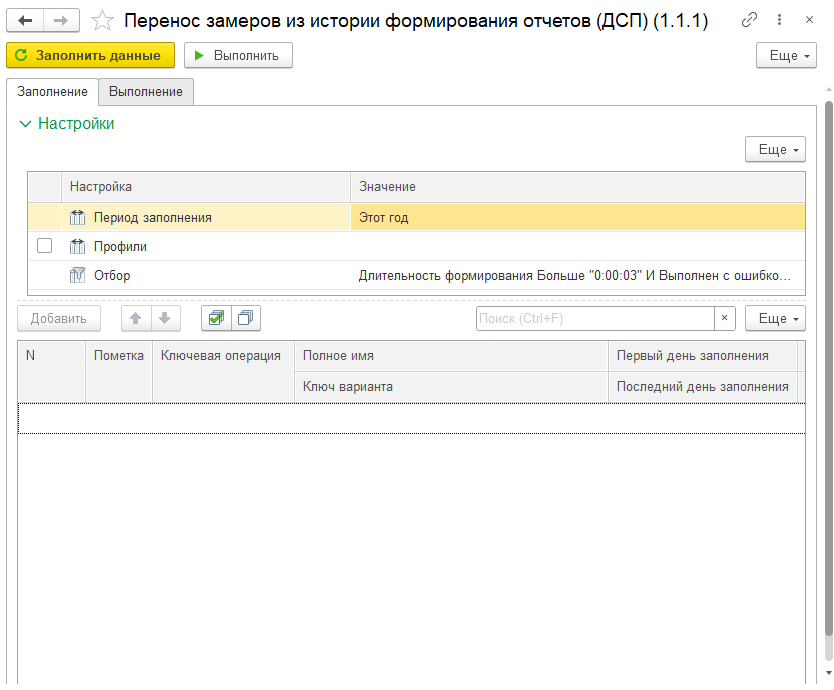 Перенос замеров из истории формирования отчетов (ДСП) (1.1.1)
Заполнить данные
Выполнить
Еще
Заполнение
Выполнение
Настройки
Еще
Настройка
Значение
Период заполнения
Этот год
Профили
Отбор
Длительность формирования Больше "0:00:03" И Выполнен с ошибко...
Добавить
Поиск (Ctrl+F)
×
Еще
N
Пометка
Ключевая операция
Полное имя
Первый день заполнения
Ключ варианта
Последний день заполнения